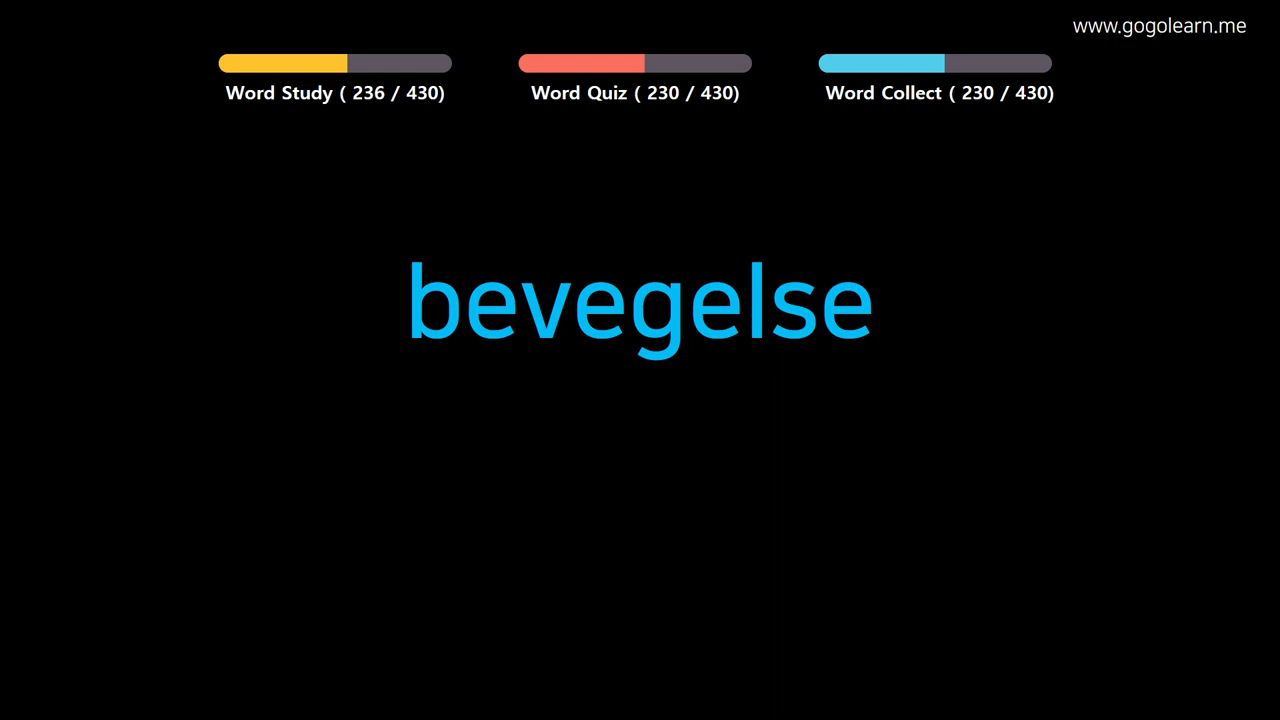 www.gogolearn.me
Word Study ( 236 / 430)
Word Quiz ( 230 / 430)
Word Collect ( 230 / 430)
bevegelse